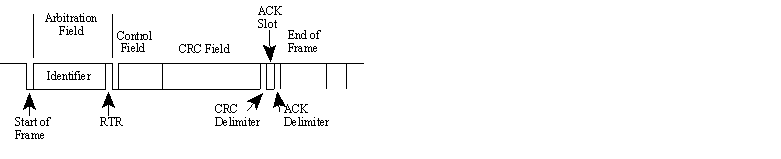 ACK
Slot
Arbitration
Field
Control
Field
CRC Field
End of
Frame
Identifier
Start of
Frame
RTR
CRC
Delimiter
ACK
Delimiter